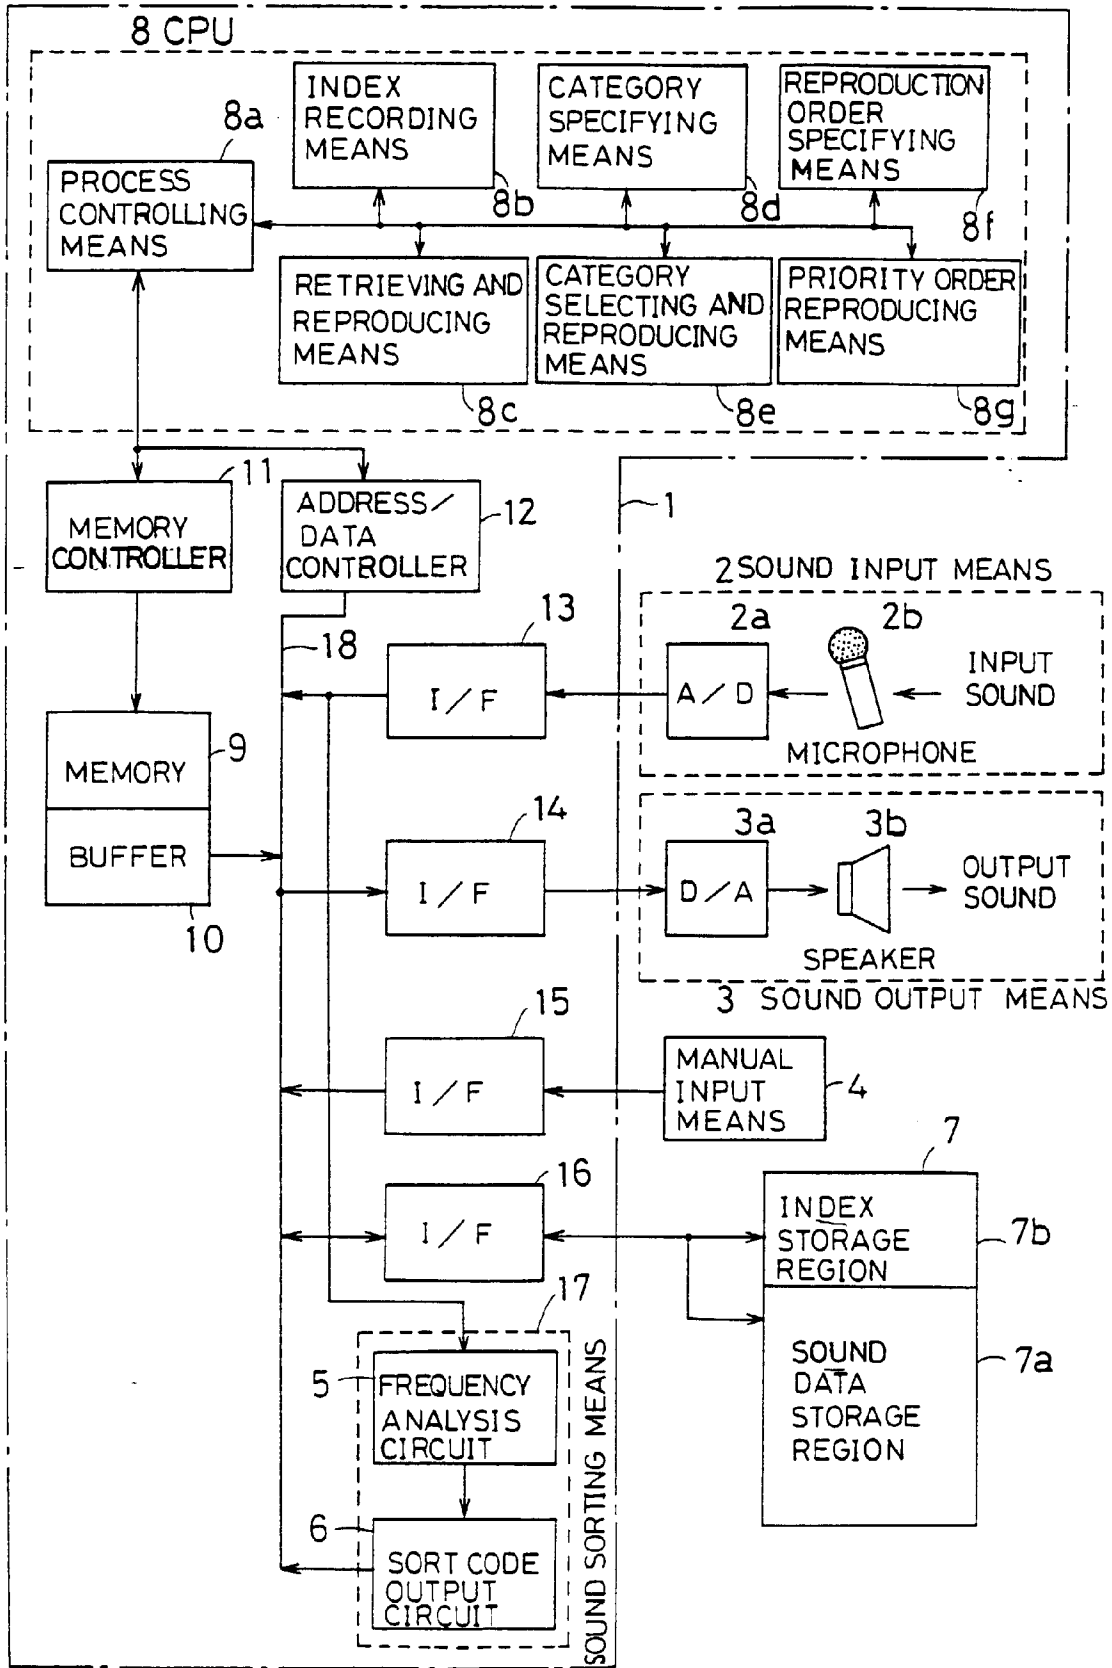 8 CPU
8a
PROCESS
CONTROLLING
MEANS
INDEX
RECORDING
MEANS
8b
CATEGORY
SPECIFYING
MEANS
8d
REPRODUCTION
ORDER
SPECIFYING
MEANS
8f
RETRIEVING AND
REPRODUCING
MEANS
8c
CATEGORY
SELECTING AND
REPRODUCING
MEANS
8e
PRIORITY ORDER
REPRODUCING
MEANS
8g
11
MEMORY
CONTROLLER
ADDRESS/
DATA
CONTROLLER
12
1
2 SOUND INPUT MEANS
2a
2b
A/D
INPUT
SOUND
MICROPHONE
13
I/F
18
9
MEMORY
BUFFER
10
14
I/F
3a
3b
D/A
OUTPUT
SOUND
SPEAKER
3 SOUND OUTPUT MEANS
15
I/F
MANUAL
INPUT
MEANS
4
16
I/F
7
INDEX
STORAGE
REGION
7b
SOUND
DATA
STORAGE
REGION
7a
17
5
FREQUENCY
ANALYSIS
CIRCUIT
6
SORT CODE
OUTPUT
CIRCUIT
SOUND SORTING MEANS